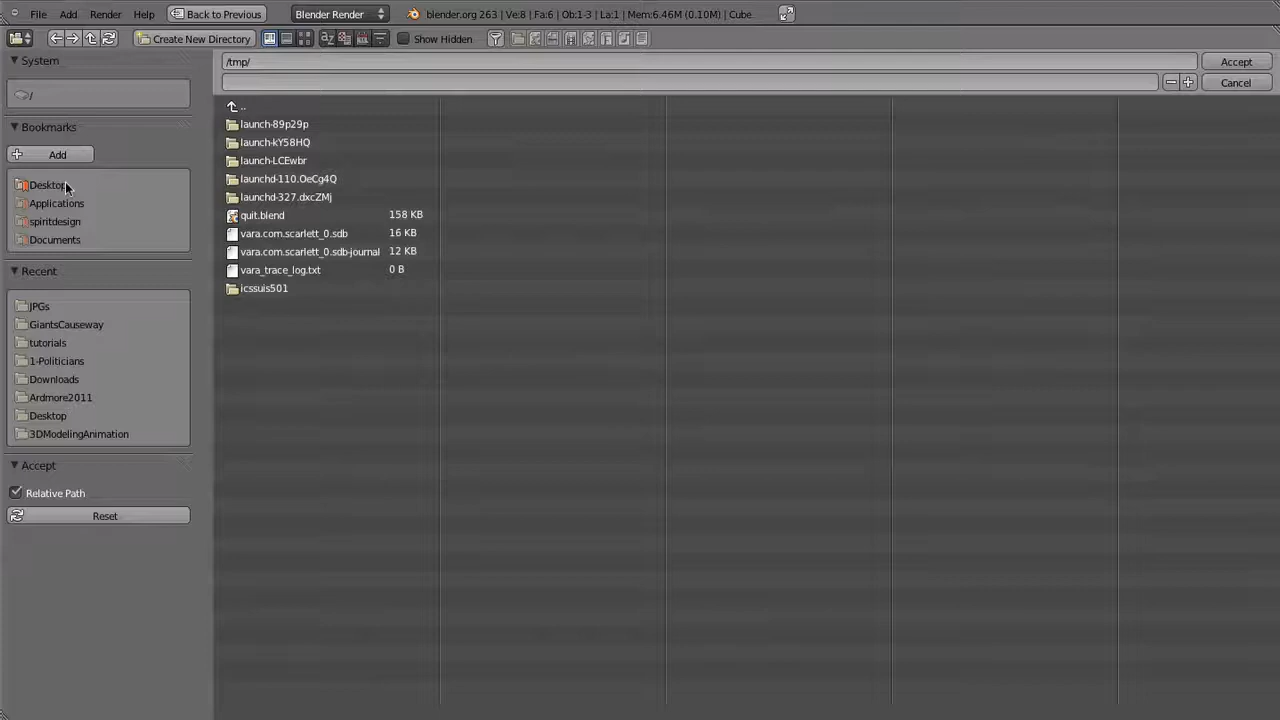 File Add Render Help Back to Previous Blender Render blender.org 263 | Ve:8 | Fa:6 | Ob:1-3 | La:1 | Mem:6.46M (0.10M) | Cube
Create New Directory Show Hidden
System
/
Bookmarks
Add
Desktop
Applications
spiritdesign
Documents
Recent
JPGs
GiantsCauseway
tutorials
1-Politicians
Downloads
Ardmore2011
Desktop
3DModelingAnimation
Accept
Relative Path
Reset
/tmp/ Accept
Cancel
..
launch-89p29p
launch-kY58HQ
launch-LCEwbr
launchd-110.OeCg4Q
launchd-327.dxcZMj
quit.blend 158 KB
vara.com.scarlett_0.sdb 16 KB
vara.com.scarlett_0.sdb-journal 12 KB
vara_trace_log.txt 0 B
icssuis501